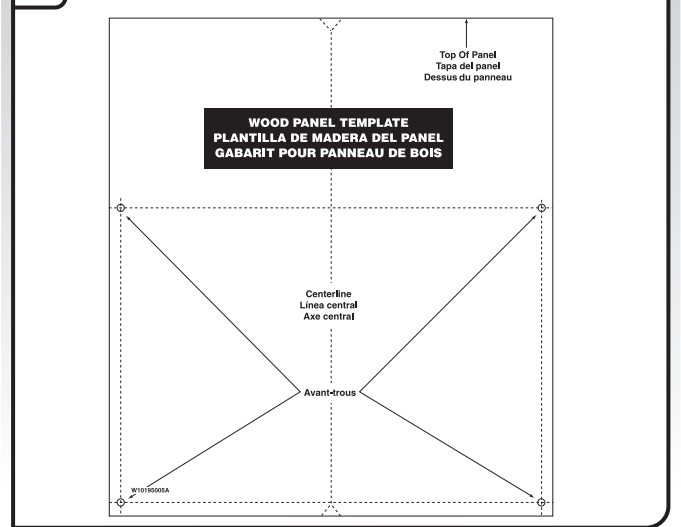 Top Of Panel
Tapa del panel
Dessus du panneau
WOOD PANEL TEMPLATE
PLANTILLA DE MADERA DEL PANEL
GABARIT POUR PANNEAU DE BOIS
Centerline
Línea central
Axe central
Avant-trous
W10195005A